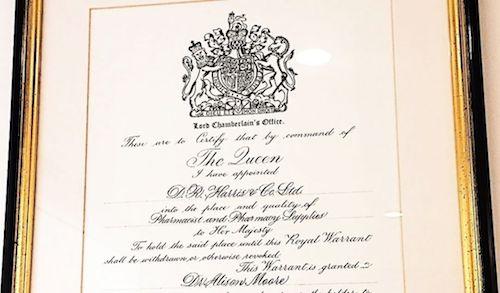 Lord Chamberlain's Office.
These are to Certify that by command of
The Queen
I have appointed
D. R. Harris & Co. Ltd.
into the place and quality of
Pharmacist and Pharmacy Supplies
to Her Majesty
To hold the said place until this Royal Warrant
shall be withdrawn or otherwise revoked.
This Warrant is granted to
Dr. Alison Moore